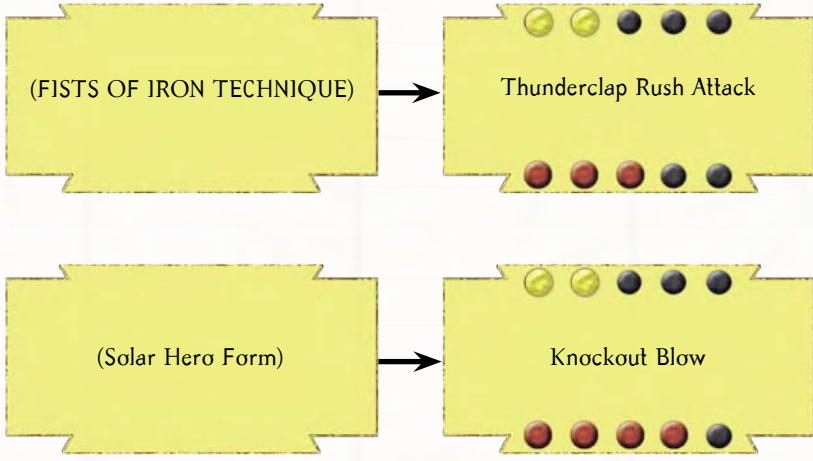 (FISTS OF IRON TECHNIQUE)
Thunderclap Rush Attack
(Solar Hero Form)
Knockout Blow